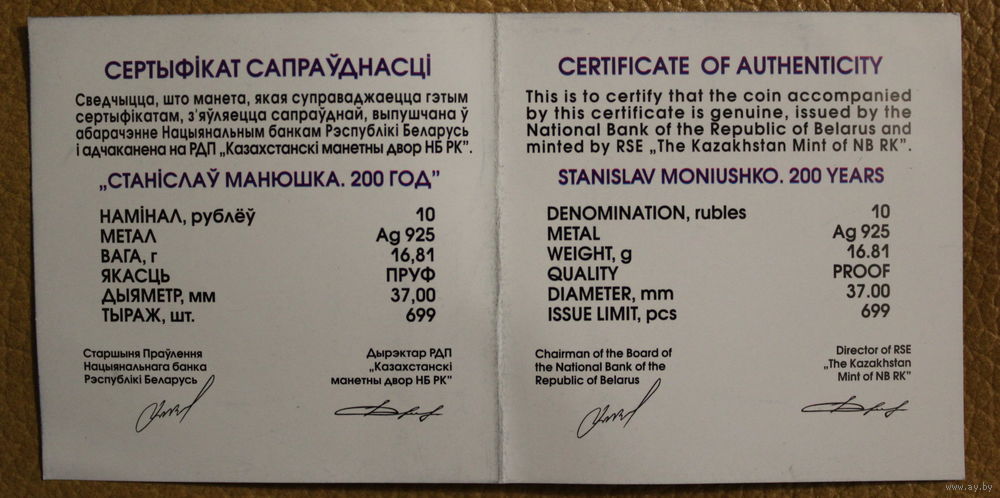 СЕРТЫФІКАТ САПРАЎДНАСЦІ
Сведчыцца, што манета, якая суправаджаецца гэтым
сертыфікатам, з'яўляецца сапраўднай, выпушчана ў
абарачэнне Нацыянальным банкам Рэспублікі Беларусь
і адчаканена на РДП „Казахстанскі манетны двор НБ РК".
„СТАНІСЛАЎ МАНЮШКА. 200 ГОД"
НАМІНАЛ, рублёў 10
МЕТАЛ Ag 925
ВАГА, г 16,81
ЯКАСЦЬ ПРУФ
ДЫЯМЕТР, мм 37,00
ТЫРАЖ, шт. 699
Старшыня Праўлення
Нацыянальнага банка
Рэспублікі Беларусь
Дырэктар РДП
„Казахстанскі
манетны двор НБ РК"
CERTIFICATE OF AUTHENTICITY
This is to certify that the coin accompanied
by this certificate is genuine, issued by the
National Bank of the Republic of Belarus and
minted by RSE „The Kazakhstan Mint of NB RK".
STANISLAV MONIUSHKO. 200 YEARS
DENOMINATION, rubles 10
METAL Ag 925
WEIGHT, g 16.81
QUALITY PROOF
DIAMETER, mm 37.00
ISSUE LIMIT, pcs 699
Chairman of the Board of
the National Bank of the
Republic of Belarus
Director of RSE
„The Kazakhstan
Mint of NB RK"
www.ay.by